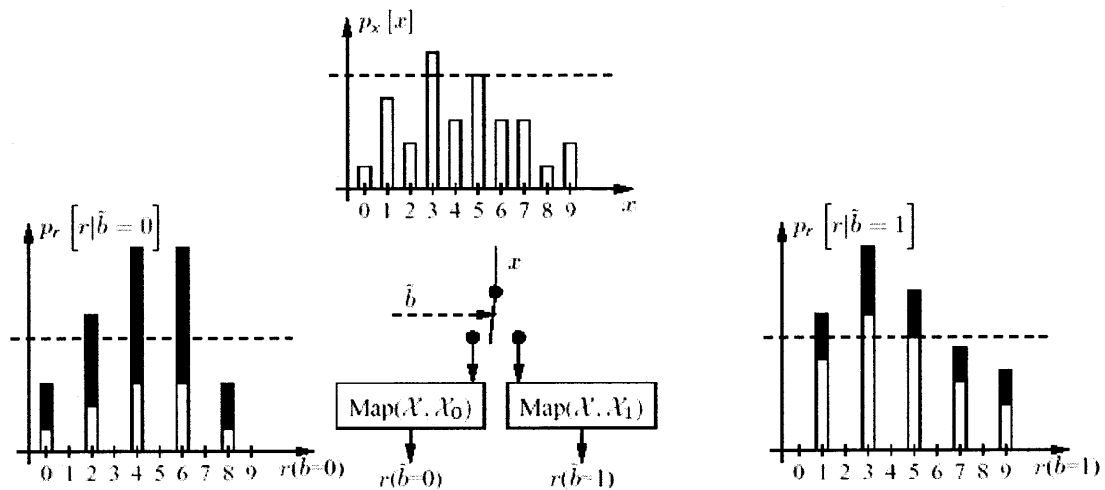 p_x [x]
0 1 2 3 4 5 6 7 8 9 x
p_r [r|b̃ = 0]
0 1 2 3 4 5 6 7 8 9 r(b̃=0)
x
b̃
Map(𝒳, 𝒳₀)
Map(𝒳, 𝒳₁)
r(b̃=0)
r(b̃=1)
p_r [r|b̃ = 1]
0 1 2 3 4 5 6 7 8 9 r(b̃=1)